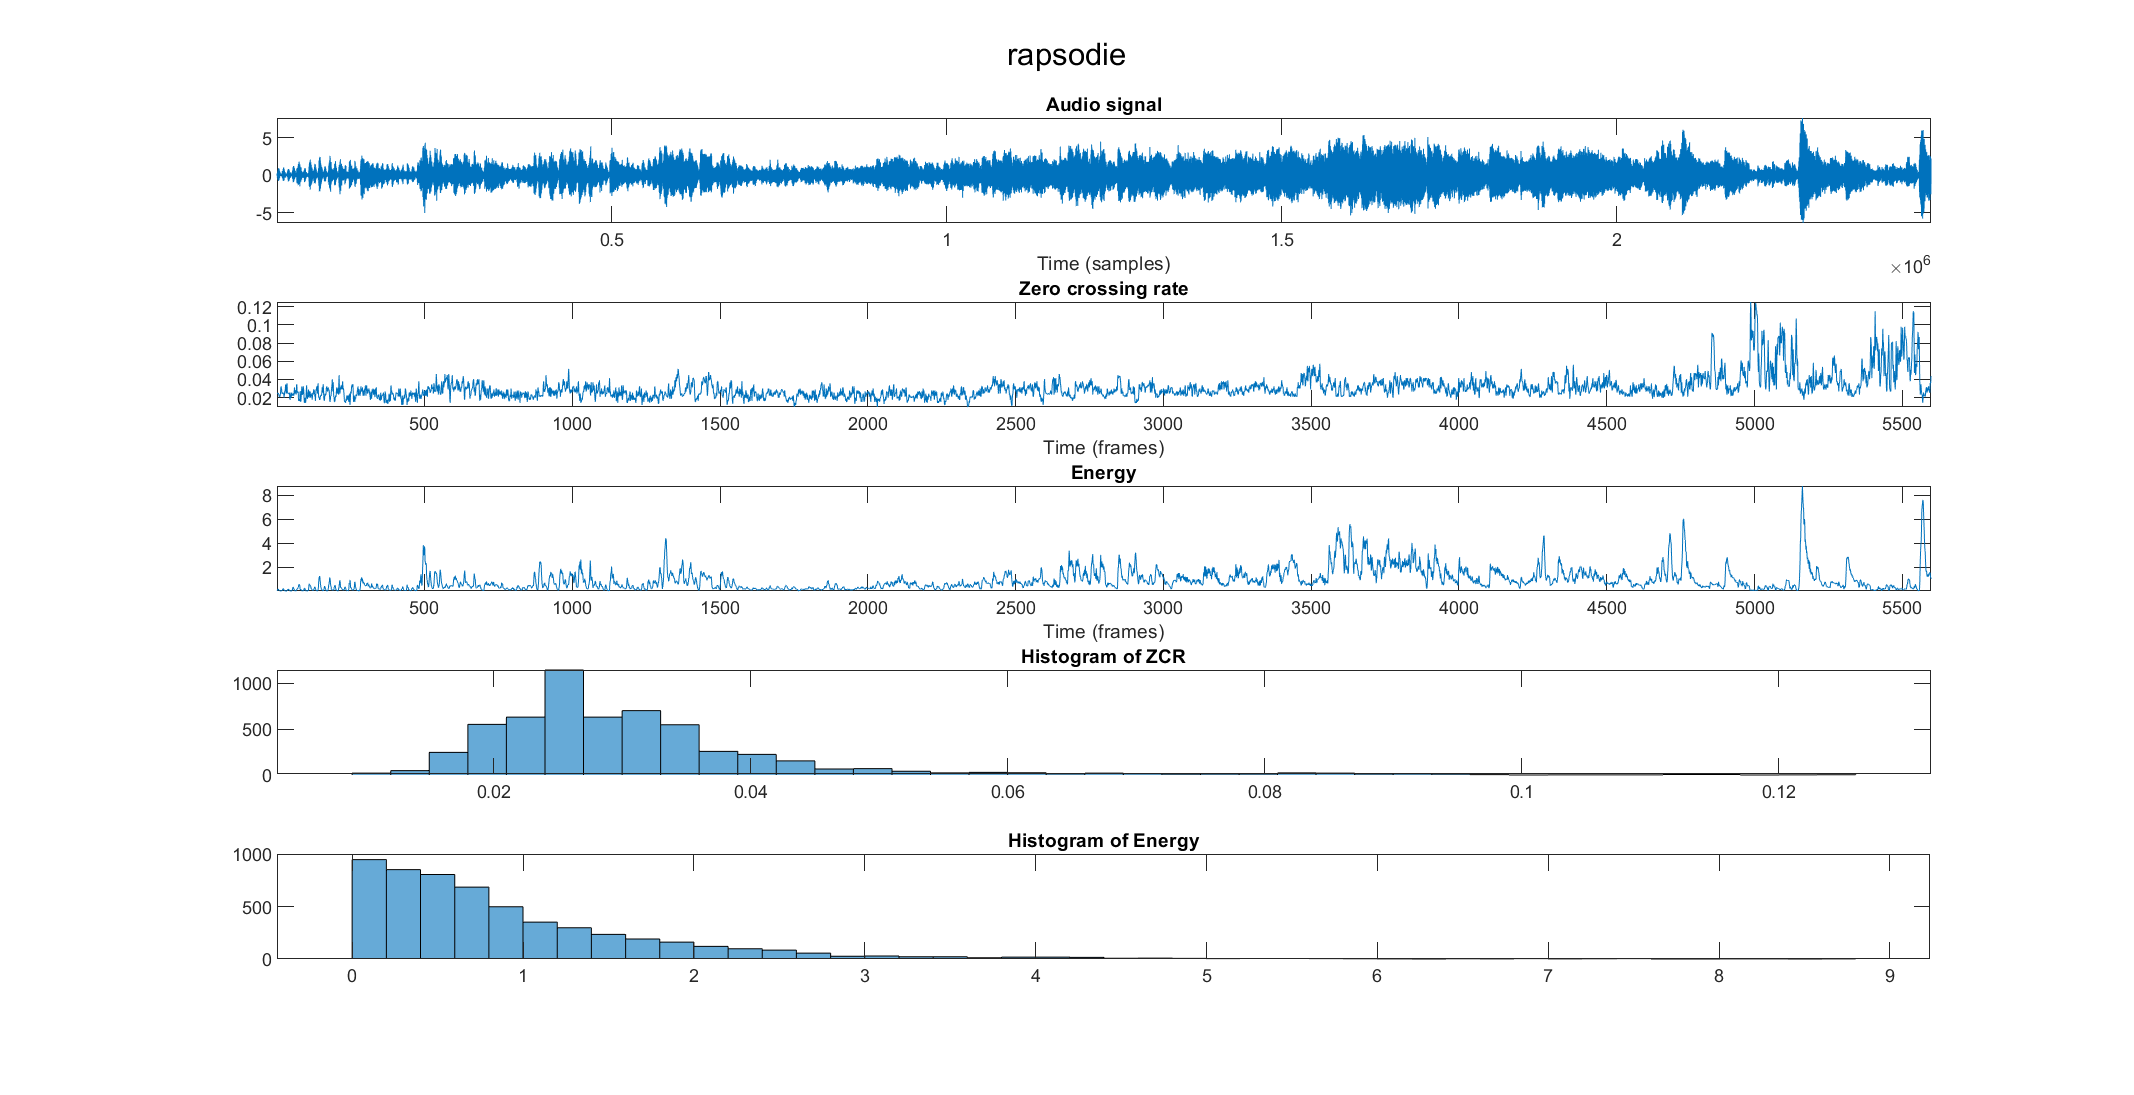 rapsodie
Audio signal
5
0
-5
0.5 1 1.5 2
×10^6
Time (samples)
Zero crossing rate
0.12
0.1
0.08
0.06
0.04
0.02
500 1000 1500 2000 2500 3000 3500 4000 4500 5000 5500
Time (frames)
Energy
8
6
4
2
500 1000 1500 2000 2500 3000 3500 4000 4500 5000 5500
Time (frames)
Histogram of ZCR
1000
500
0
0.02 0.04 0.06 0.08 0.1 0.12
Histogram of Energy
1000
500
0
0 1 2 3 4 5 6 7 8 9